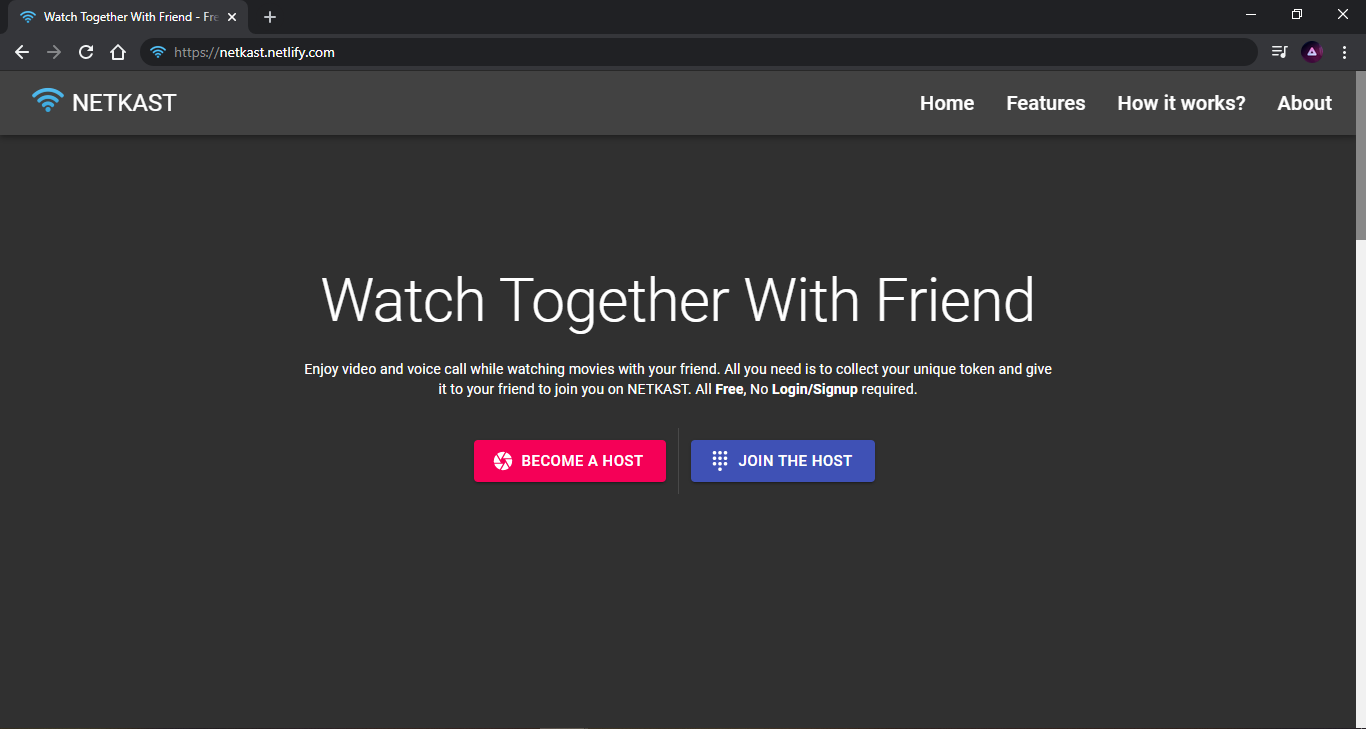 Watch Together With Friend - Fre
https://netkast.netlify.com
NETKAST
Home
Features
How it works?
About
Watch Together With Friend
Enjoy video and voice call while watching movies with your friend. All you need is to collect your unique token and give
it to your friend to join you on NETKAST. All Free, No Login/Signup required.
BECOME A HOST
JOIN THE HOST